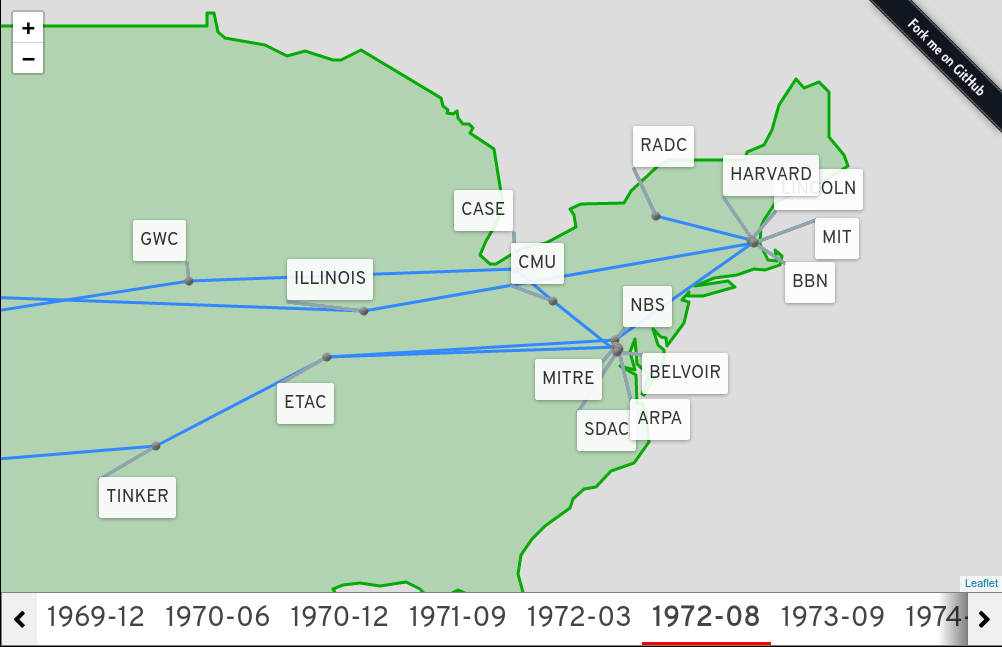 +
−
Fork me on GitHub
RADC
HARVARD
LINCOLN
CASE
GWC
MIT
CMU
ILLINOIS
BBN
NBS
MITRE
BELVOIR
ETAC
ARPA
SDAC
TINKER
Leaflet
1969-12 1970-06 1970-12 1971-09 1972-03 1972-08 1973-09 1974-